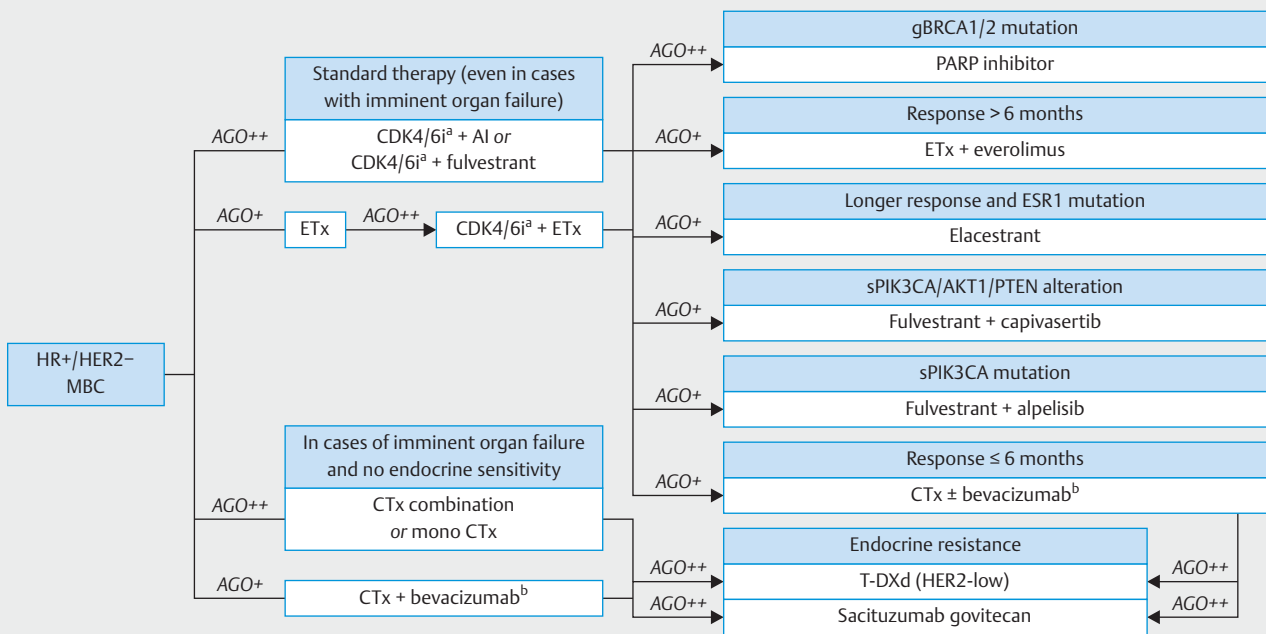 HR+/HER2−
MBC
AGO++
Standard therapy (even in cases
with imminent organ failure)
CDK4/6iᵃ + AI or
CDK4/6iᵃ + fulvestrant
AGO+
ETx
AGO++
CDK4/6iᵃ + ETx
AGO++
In cases of imminent organ failure
and no endocrine sensitivity
CTx combination
or mono CTx
AGO+
CTx + bevacizumabᵇ
AGO++
gBRCA1/2 mutation
PARP inhibitor
AGO+
Response > 6 months
ETx + everolimus
AGO+
Longer response and ESR1 mutation
Elacestrant
AGO+
sPIK3CA/AKT1/PTEN alteration
Fulvestrant + capivasertib
AGO+
sPIK3CA mutation
Fulvestrant + alpelisib
AGO+
Response ≤ 6 months
CTx ± bevacizumabᵇ
Endocrine resistance
AGO++
T-DXd (HER2-low)
AGO++
AGO++
Sacituzumab govitecan
AGO++